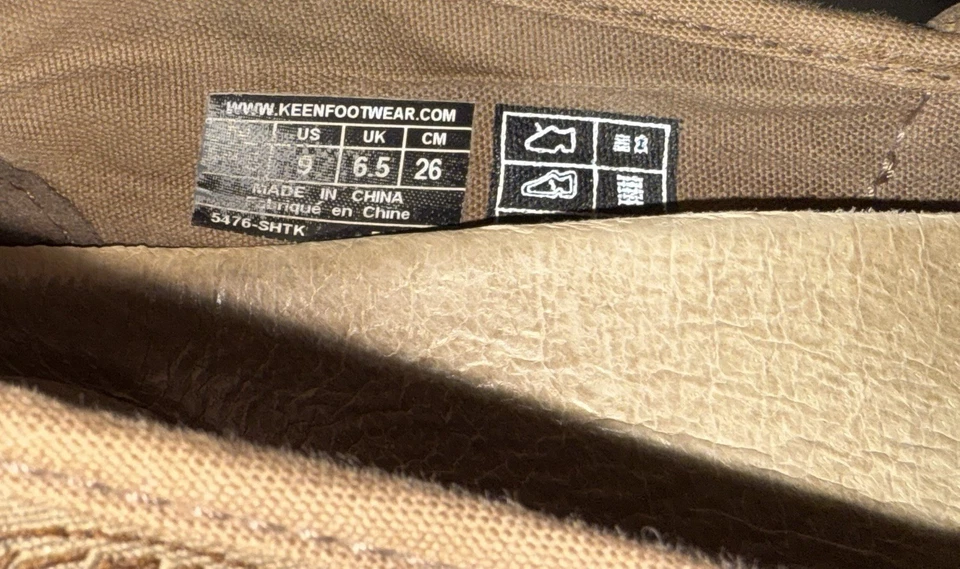 WWW.KEENFOOTWEAR.COM
US UK CM
9 6.5 26
MADE IN CHINA
Fabriqué en Chine
5476-SHTK